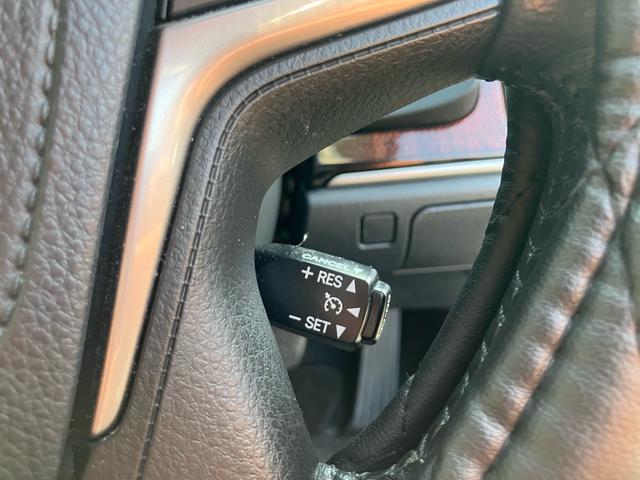 CANCEL ▼
+ RES ▲
◀
− SET ▼